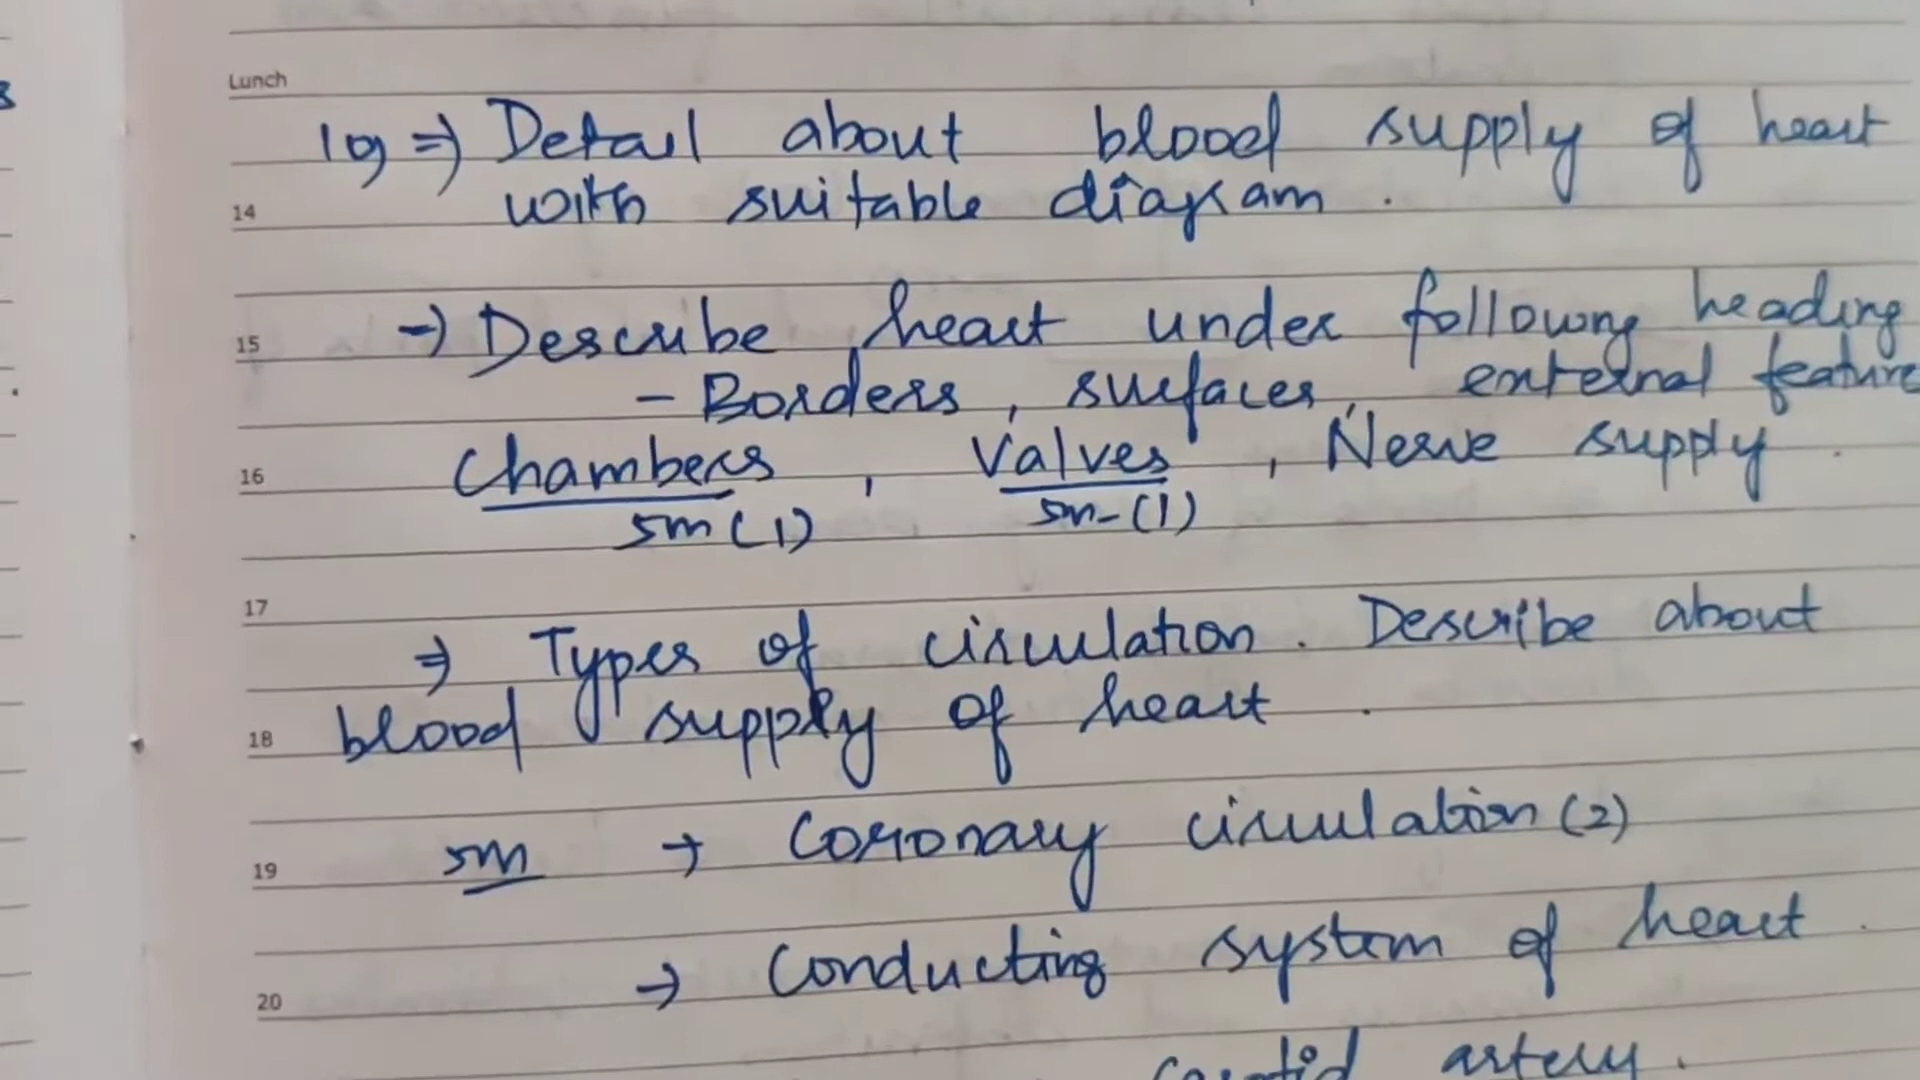 Lunch
lq ⇒ Detail about blood supply of heart
14 with suitable diagram.
15 → Describe heart under following heading
- Borders, surfaces, external feature
16 Chambers, Valves, Nerve supply.
5m (1) 5m-(1)
17
⇒ Types of circulation. Describe about
18 blood supply of heart.
19 5m → Coronary circulation (2)
20 → Conducting system of heart.
carotid artery.